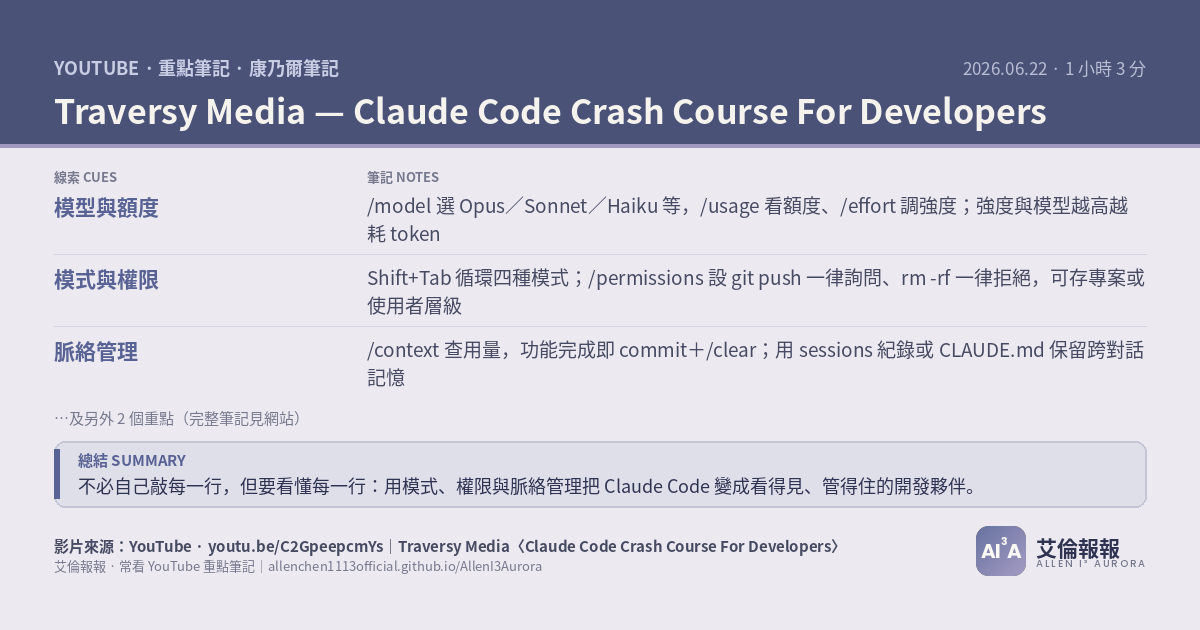 YOUTUBE · 重點筆記 · 康乃爾筆記
2026.06.22 · 1 小時 3 分
Traversy Media — Claude Code Crash Course For Developers
線索 CUES
筆記 NOTES
模型與額度
/model 選 Opus／Sonnet／Haiku 等，/usage 看額度、/effort 調強度；強度與模型越高越
耗 token
模式與權限
Shift+Tab 循環四種模式；/permissions 設 git push 一律詢問、rm -rf 一律拒絕，可存專案或
使用者層級
脈絡管理
/context 查用量，功能完成即 commit＋/clear；用 sessions 紀錄或 CLAUDE.md 保留跨對話
記憶
…及另外 2 個重點（完整筆記見網站）
總結 SUMMARY
不必自己敲每一行，但要看懂每一行：用模式、權限與脈絡管理把 Claude Code 變成看得見、管得住的開發夥伴。
影片來源：YouTube · youtu.be/C2GpeepcmYs｜Traversy Media〈Claude Code Crash Course For Developers〉
艾倫報報 · 常看 YouTube 重點筆記｜allenchen1113official.github.io/AllenI3Aurora
AI³A
艾倫報報
ALLEN I³ AURORA